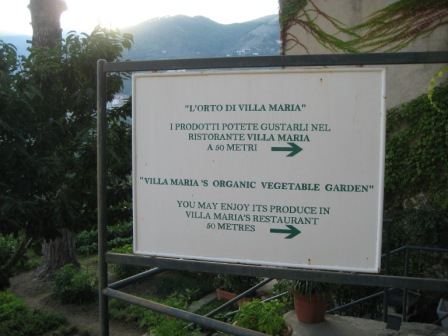 "L'ORTO DI VILLA MARIA"
I PRODOTTI POTETE GUSTARLI NEL
RISTORANTE VILLA MARIA
A 50 METRI
"VILLA MARIA'S ORGANIC VEGETABLE GARDEN"
YOU MAY ENJOY ITS PRODUCE IN
VILLA MARIA'S RESTAURANT
50 METRES